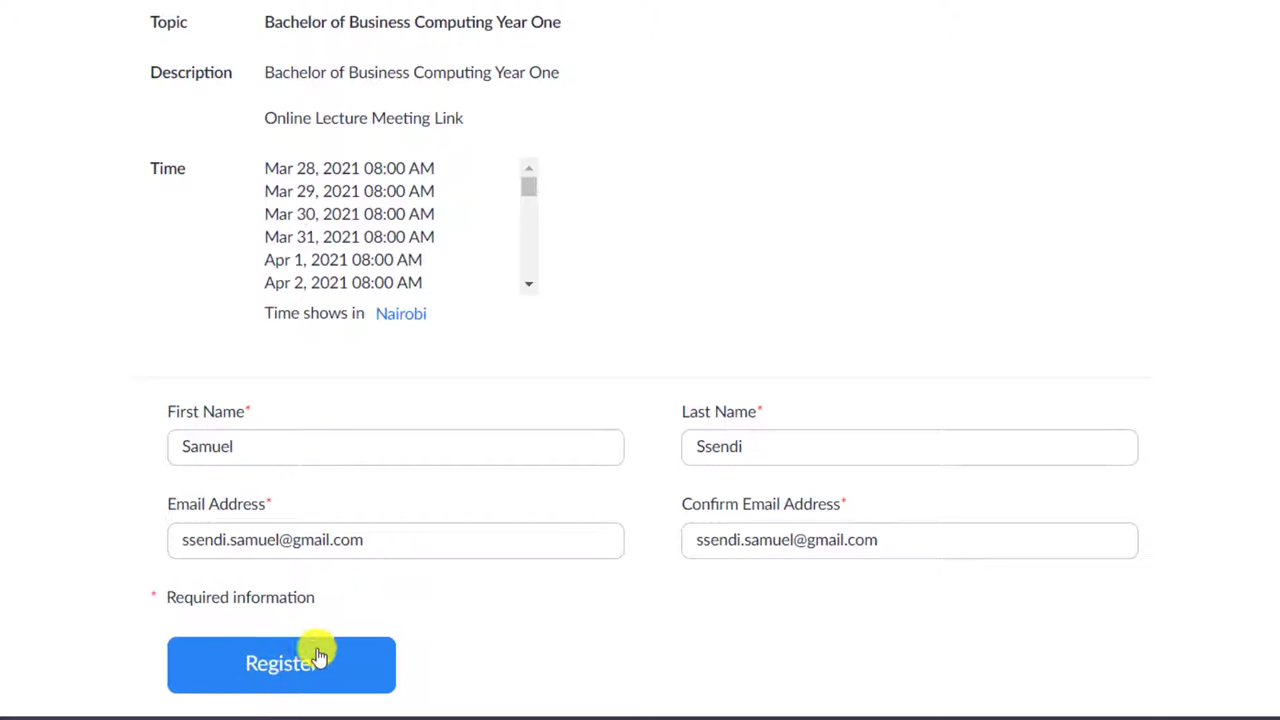 Topic Bachelor of Business Computing Year One
Description Bachelor of Business Computing Year One
Online Lecture Meeting Link
Time Mar 28, 2021 08:00 AM
Mar 29, 2021 08:00 AM
Mar 30, 2021 08:00 AM
Mar 31, 2021 08:00 AM
Apr 1, 2021 08:00 AM
Apr 2, 2021 08:00 AM
Time shows in Nairobi
First Name* Last Name*
Samuel Ssendi
Email Address* Confirm Email Address*
ssendi.samuel@gmail.com ssendi.samuel@gmail.com
* Required information
Register